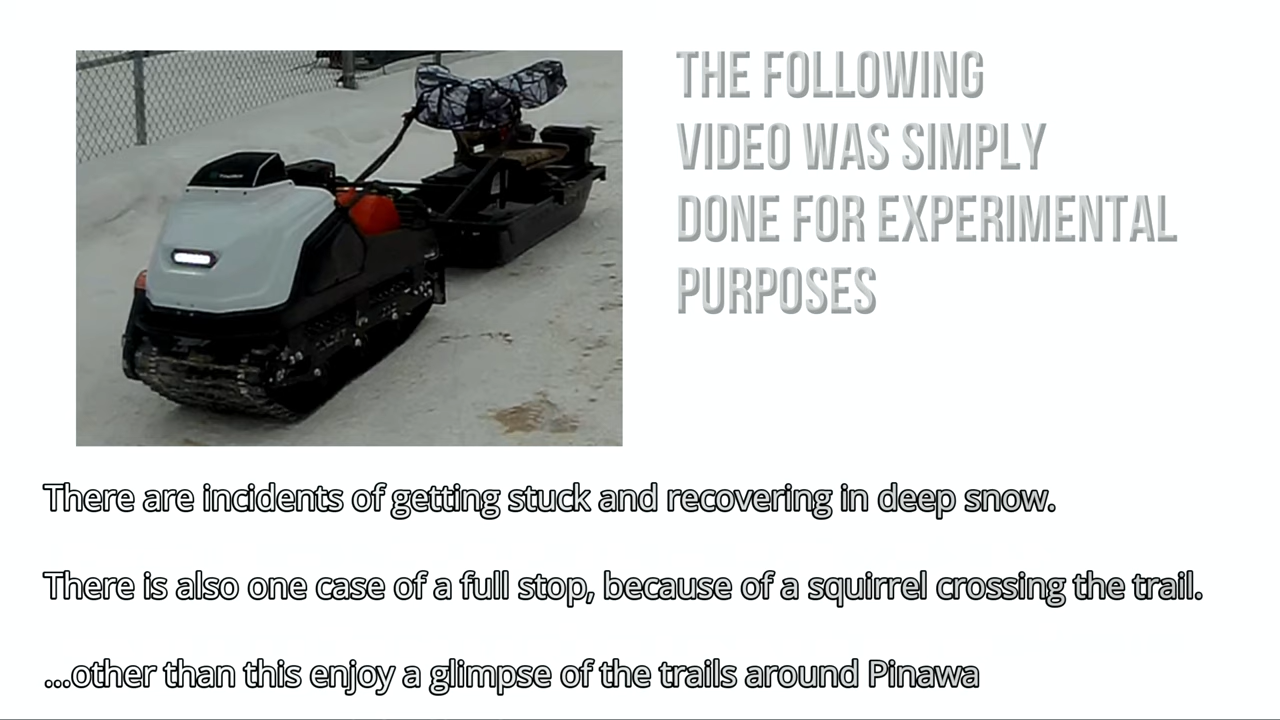 THE FOLLOWING
VIDEO WAS SIMPLY
DONE FOR EXPERIMENTAL
PURPOSES
There are incidents of getting stuck and recovering in deep snow.
There is also one case of a full stop, because of a squirrel crossing the trail.
...other than this enjoy a glimpse of the trails around Pinawa